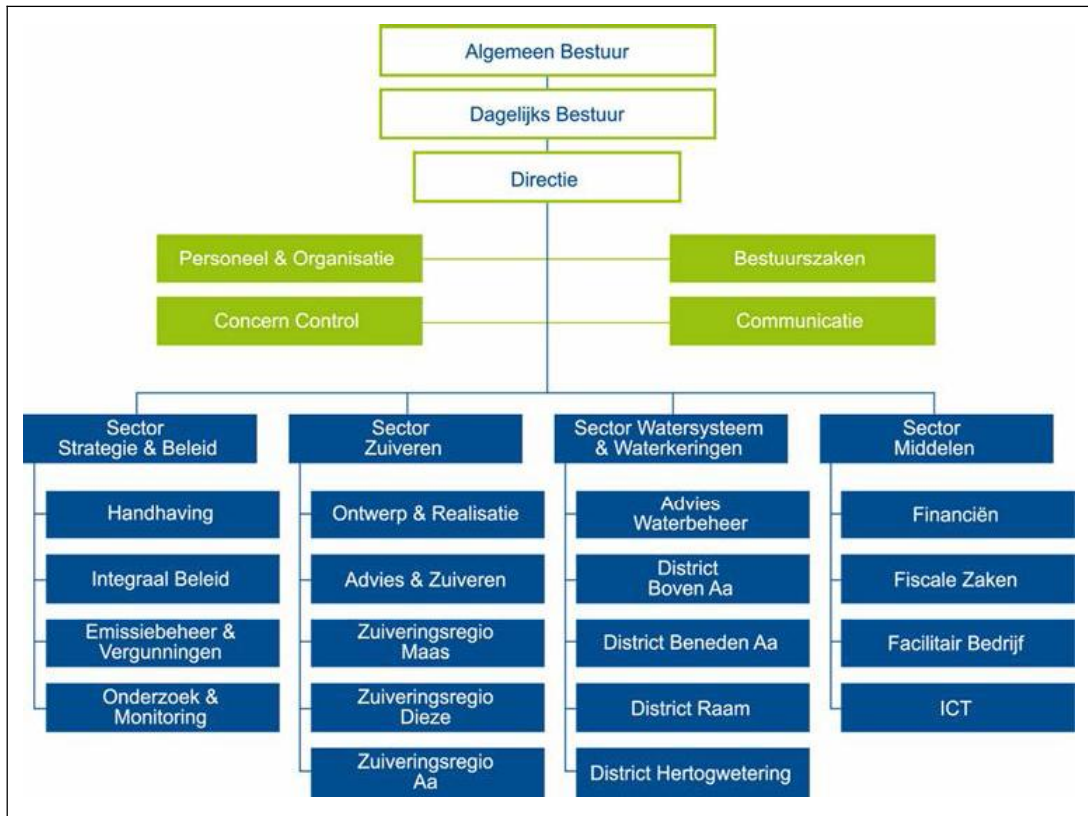 Algemeen Bestuur
Dagelijks Bestuur
Directie
Personeel & Organisatie
Bestuurszaken
Concern Control
Communicatie
Sector
Strategie & Beleid
Handhaving
Integraal Beleid
Emissiebeheer &
Vergunningen
Onderzoek &
Monitoring
Sector
Zuiveren
Ontwerp & Realisatie
Advies & Zuiveren
Zuiveringsregio
Maas
Zuiveringsregio
Dieze
Zuiveringsregio
Aa
Sector Watersysteem
& Waterkeringen
Advies
Waterbeheer
District
Boven Aa
District Beneden Aa
District Raam
District Hertogwetering
Sector
Middelen
Financiën
Fiscale Zaken
Facilitair Bedrijf
ICT